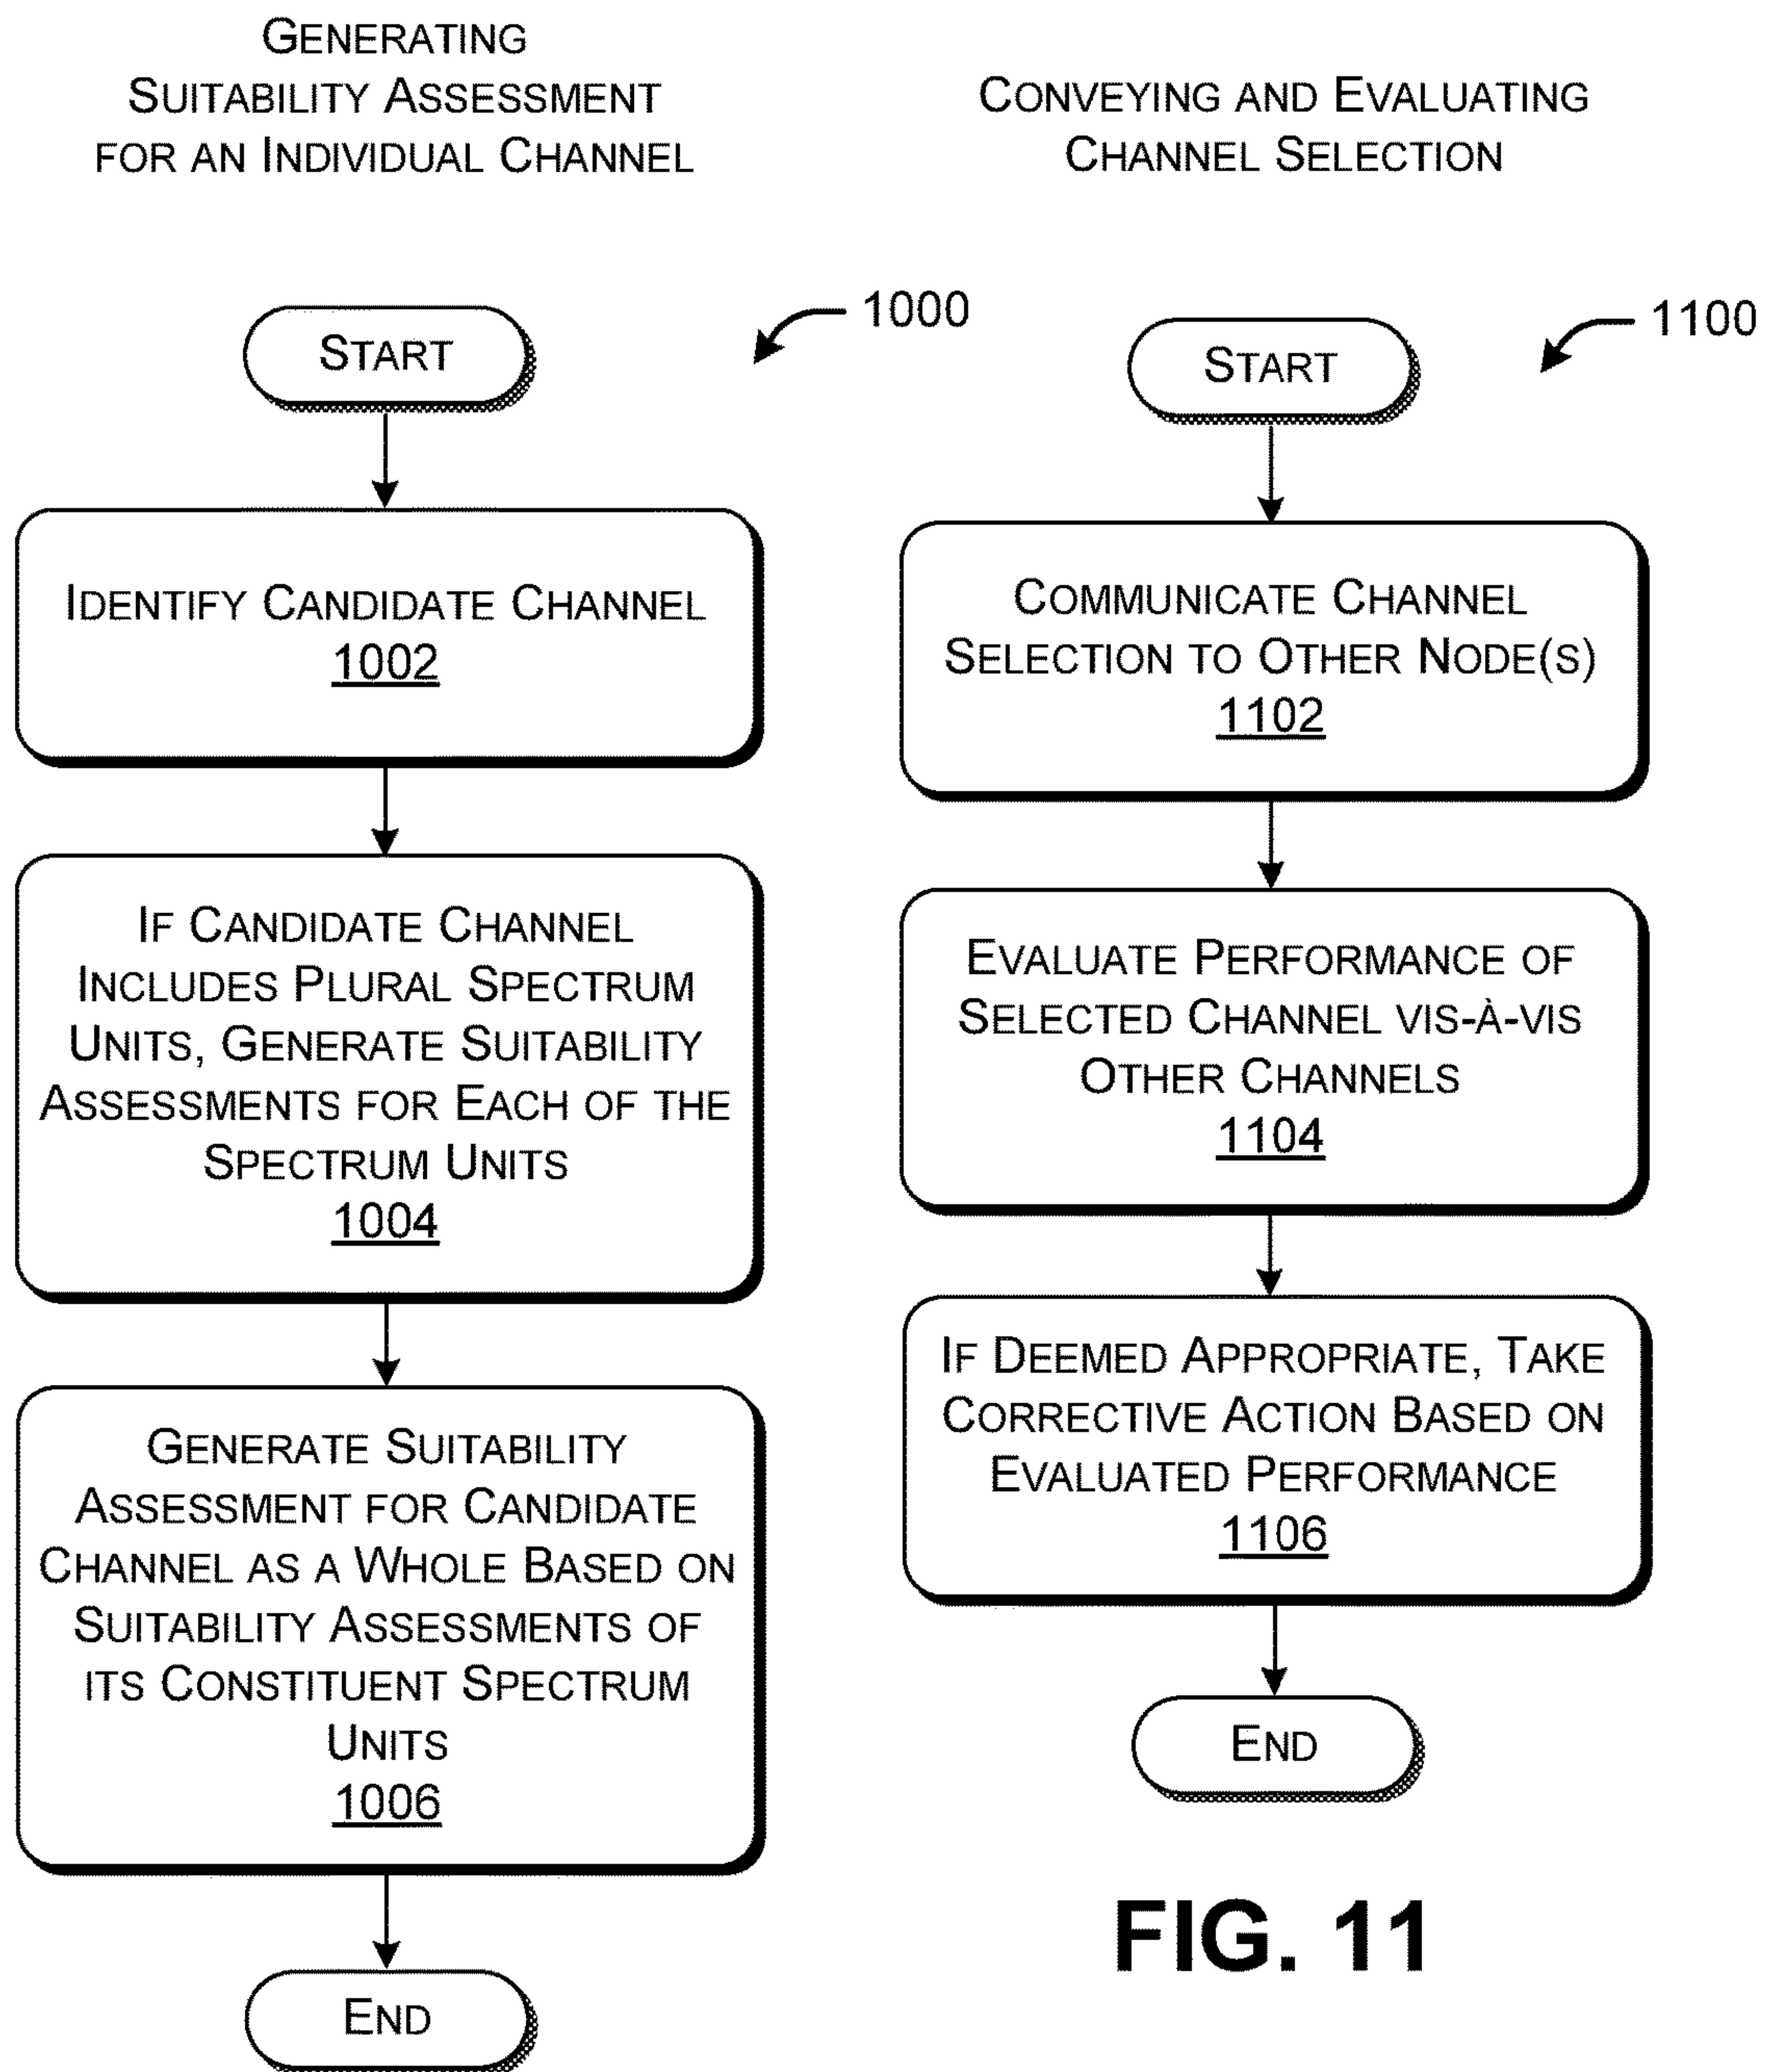 GENERATING
SUITABILITY ASSESSMENT
FOR AN INDIVIDUAL CHANNEL
1000
START
IDENTIFY CANDIDATE CHANNEL
1002
IF CANDIDATE CHANNEL
INCLUDES PLURAL SPECTRUM
UNITS, GENERATE SUITABILITY
ASSESSMENTS FOR EACH OF THE
SPECTRUM UNITS
1004
GENERATE SUITABILITY
ASSESSMENT FOR CANDIDATE
CHANNEL AS A WHOLE BASED ON
SUITABILITY ASSESSMENTS OF
ITS CONSTITUENT SPECTRUM
UNITS
1006
END
CONVEYING AND EVALUATING
CHANNEL SELECTION
1100
START
COMMUNICATE CHANNEL
SELECTION TO OTHER NODE(S)
1102
EVALUATE PERFORMANCE OF
SELECTED CHANNEL VIS-À-VIS
OTHER CHANNELS
1104
IF DEEMED APPROPRIATE, TAKE
CORRECTIVE ACTION BASED ON
EVALUATED PERFORMANCE
1106
END
FIG. 11